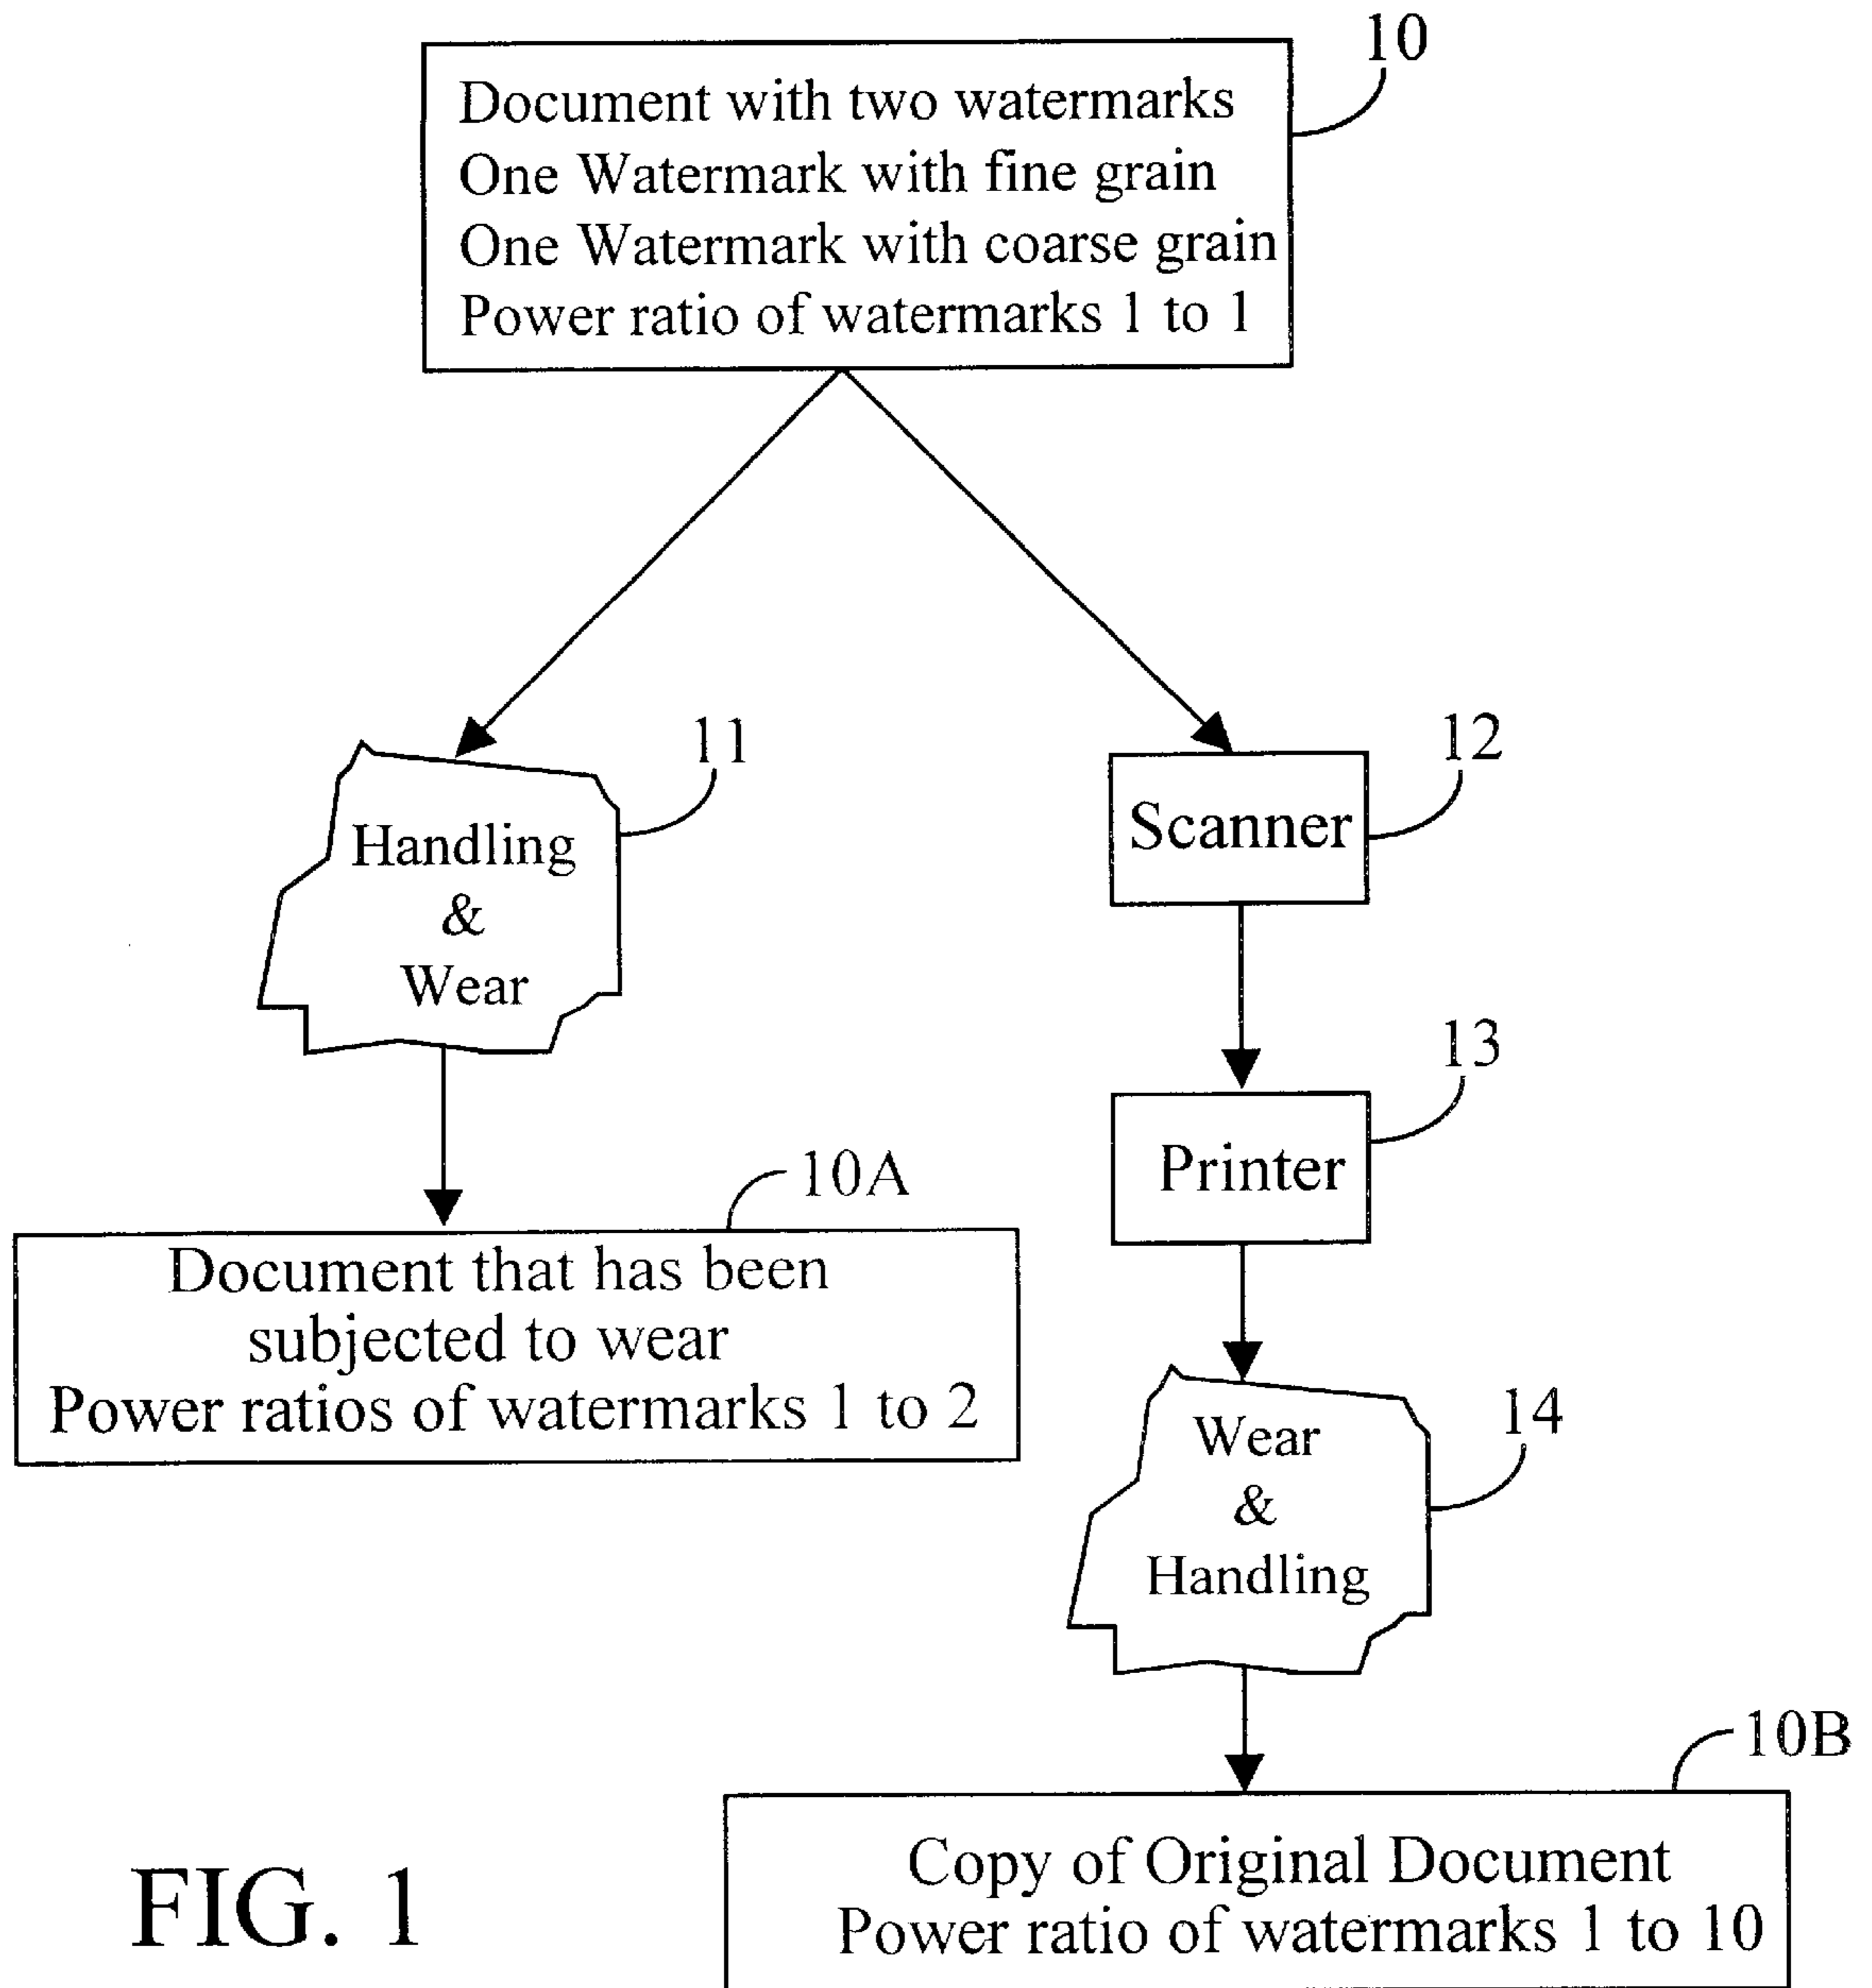 10
Document with two watermarks
One Watermark with fine grain
One Watermark with coarse grain
Power ratio of watermarks 1 to 1
11
Handling
&
Wear
12
Scanner
13
Printer
10A
Document that has been
subjected to wear
Power ratios of watermarks 1 to 2
14
Wear
&
Handling
10B
Copy of Original Document
Power ratio of watermarks 1 to 10
FIG. 1